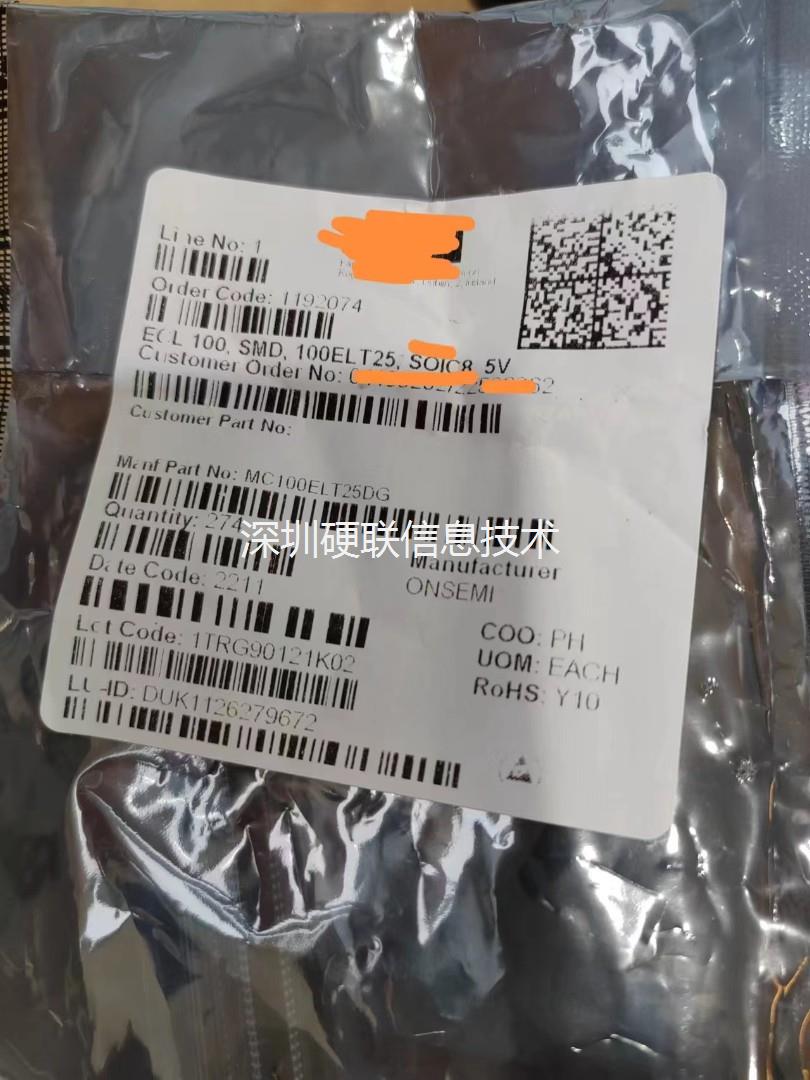 Line No: 1
Order Code: 1192074
ECL 100, SMD, 100ELT25, SOIC8, 5V
Customer Order No:
Customer Part No:
Manf Part No: MC100ELT25DG
Quantity: 274
深圳硬联信息技术
Manufacturer
ONSEMI
Date Code: 2211
Lot Code: 1TRG90121K02
COO: PH
UOM: EACH
RoHS: Y10
LU-ID: DUK1126279672